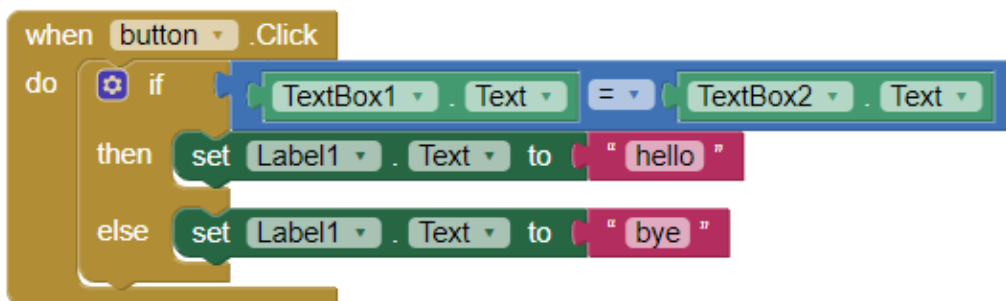 when button .Click
do if TextBox1 . Text = TextBox2 . Text
then set Label1 . Text to " hello "
else set Label1 . Text to " bye "